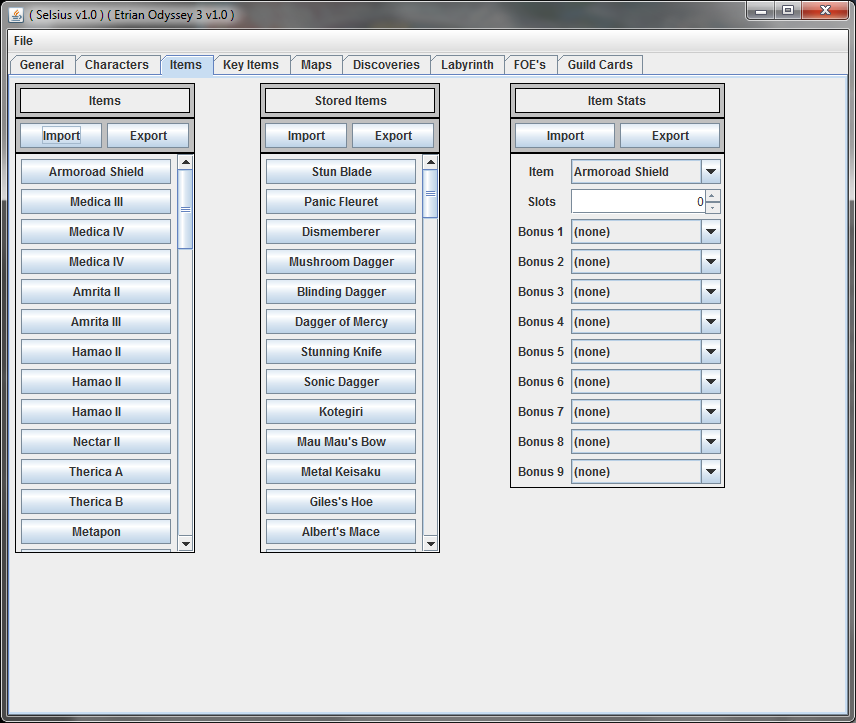 ( Selsius v1.0 ) ( Etrian Odyssey 3 v1.0 )
File
General Characters Items Key Items Maps Discoveries Labyrinth FOE's Guild Cards
Items
Import Export
Armoroad Shield
Medica III
Medica IV
Medica IV
Amrita II
Amrita III
Hamao II
Hamao II
Hamao II
Nectar II
Therica A
Therica B
Metapon
Stored Items
Import Export
Stun Blade
Panic Fleuret
Dismemberer
Mushroom Dagger
Blinding Dagger
Dagger of Mercy
Stunning Knife
Sonic Dagger
Kotegiri
Mau Mau's Bow
Metal Keisaku
Giles's Hoe
Albert's Mace
Item Stats
Import Export
Item Armoroad Shield
Slots 0
Bonus 1 (none)
Bonus 2 (none)
Bonus 3 (none)
Bonus 4 (none)
Bonus 5 (none)
Bonus 6 (none)
Bonus 7 (none)
Bonus 8 (none)
Bonus 9 (none)